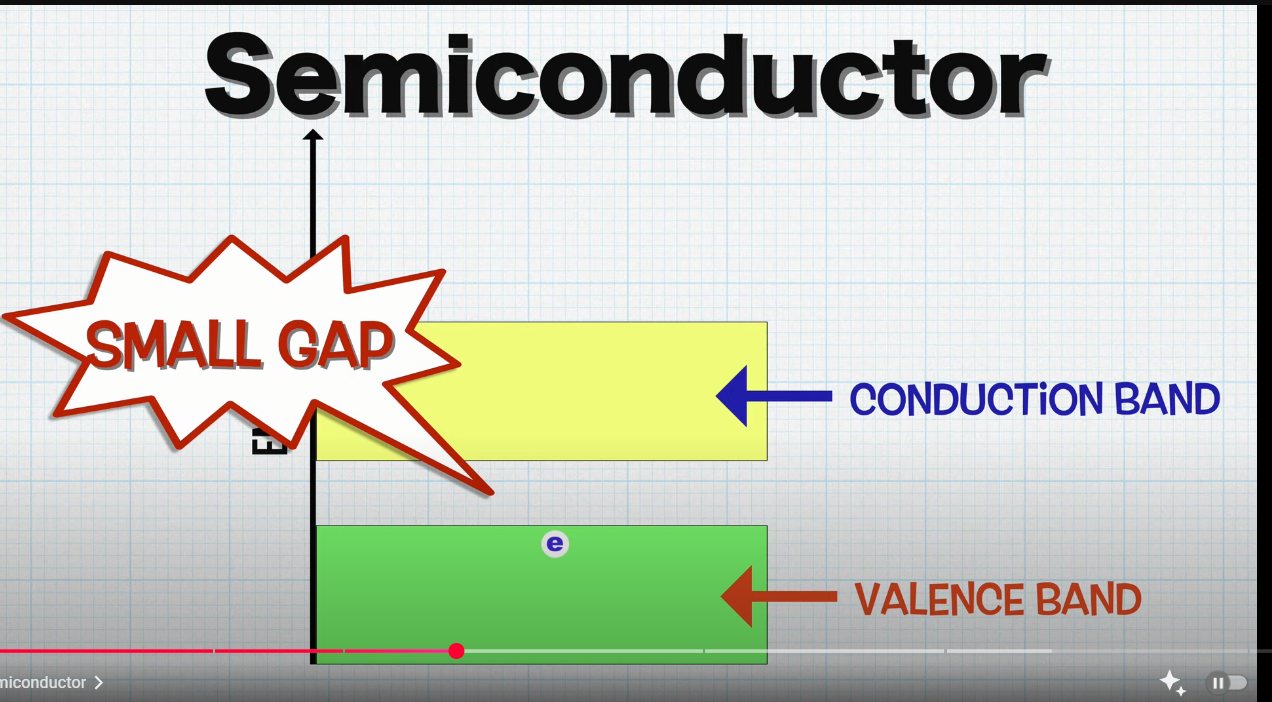 Semiconductor
SMALL GAP
CONDUCTION BAND
e
VALENCE BAND
miconductor